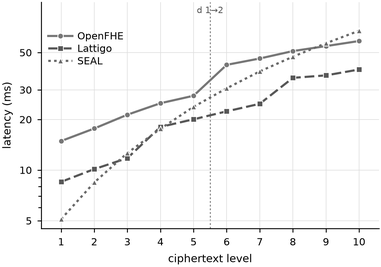 d 1→2
OpenFHE
Lattigo
SEAL
latency (ms)
50
30
20
10
5
1 2 3 4 5 6 7 8 9 10
ciphertext level